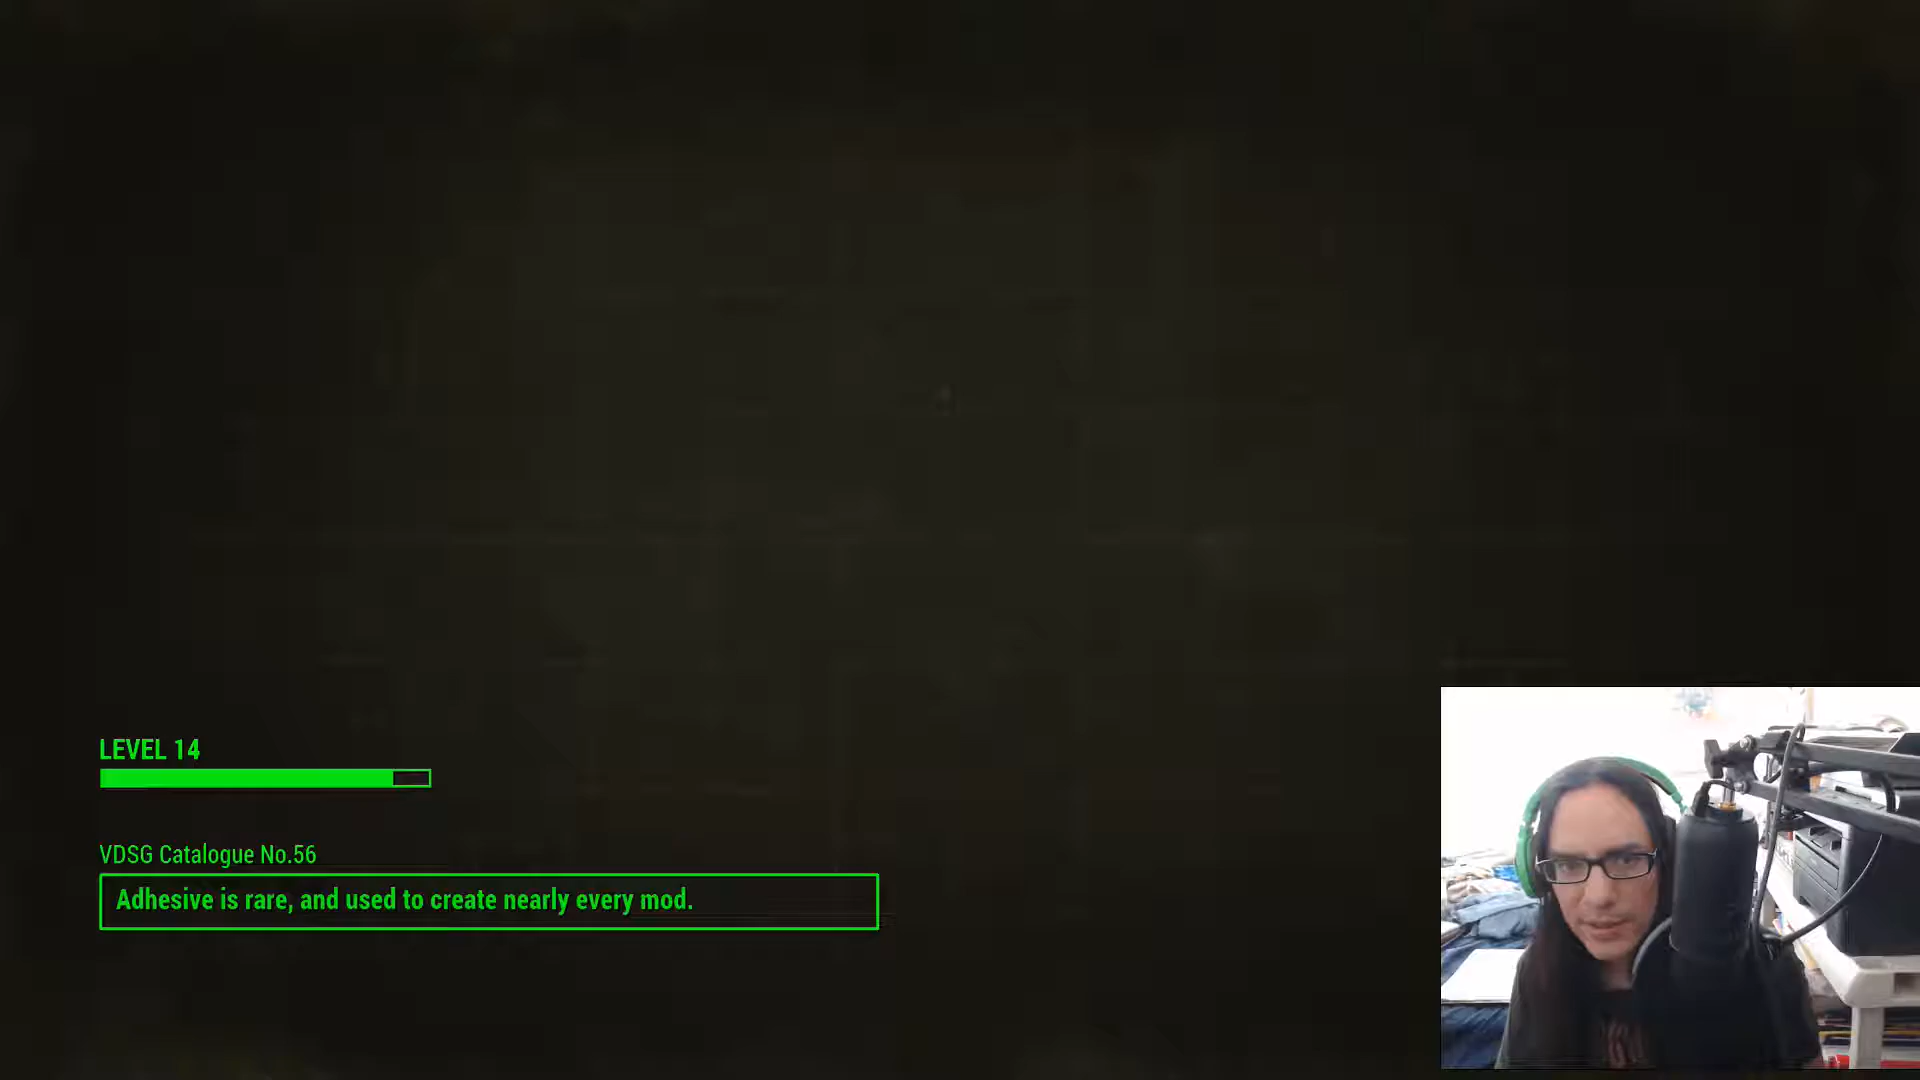 LEVEL 14
VDSG Catalogue No.56
Adhesive is rare, and used to create nearly every mod.